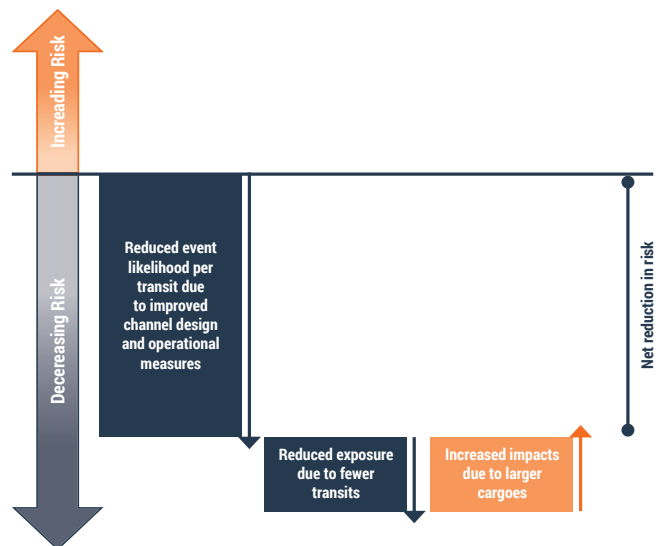 Increading Risk
Decereasing Risk
Reduced event
likelihood per
transit due
to improved
channel design
and operational
measures
Reduced exposure
due to fewer
transits
Increased impacts
due to larger
cargoes
Net reduction in risk